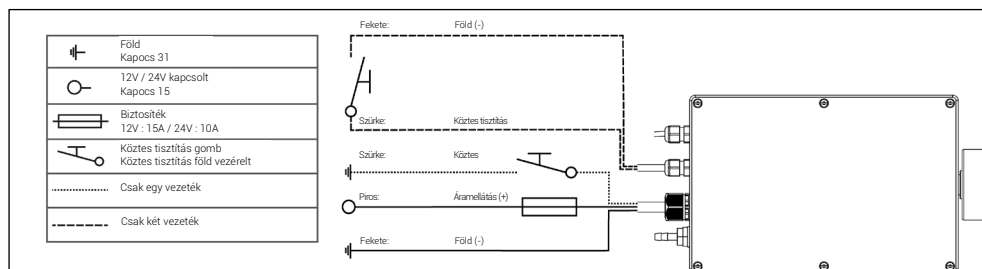 Föld
Kapocs 31
12V / 24V kapcsolt
Kapocs 15
Biztosíték
12V : 15A / 24V : 10A
Köztes tisztítás gomb
Köztes tisztítás föld vezérelt
Csak egy vezeték
Csak két vezeték
Fekete: Föld (-)
Szürke: Köztes tisztítás
Szürke: Köztes
Piros: Áramellátás (+)
Fekete: Föld (-)